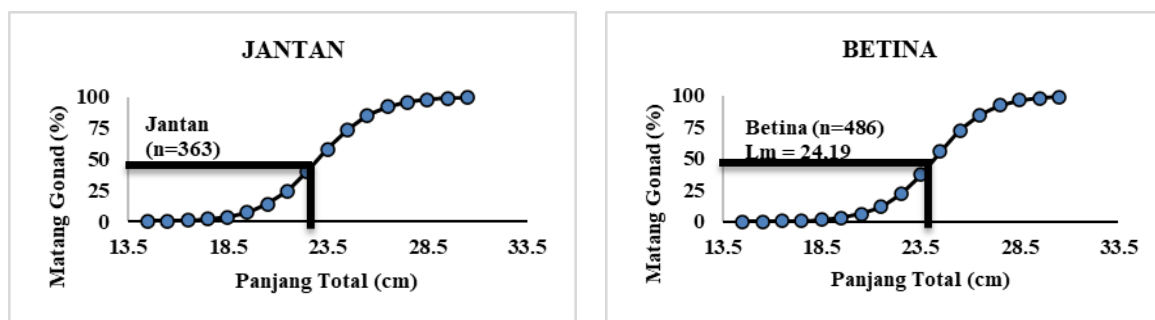 JANTAN
Matang Gonad (%)
100
75
50
25
0
Jantan
(n=363)
13.5 18.5 23.5 28.5 33.5
Panjang Total (cm)
BETINA
Matang Gonad (%)
100
75
50
25
0
Betina (n=486)
Lm = 24.19
13.5 18.5 23.5 28.5 33.5
Panjang Total (cm)